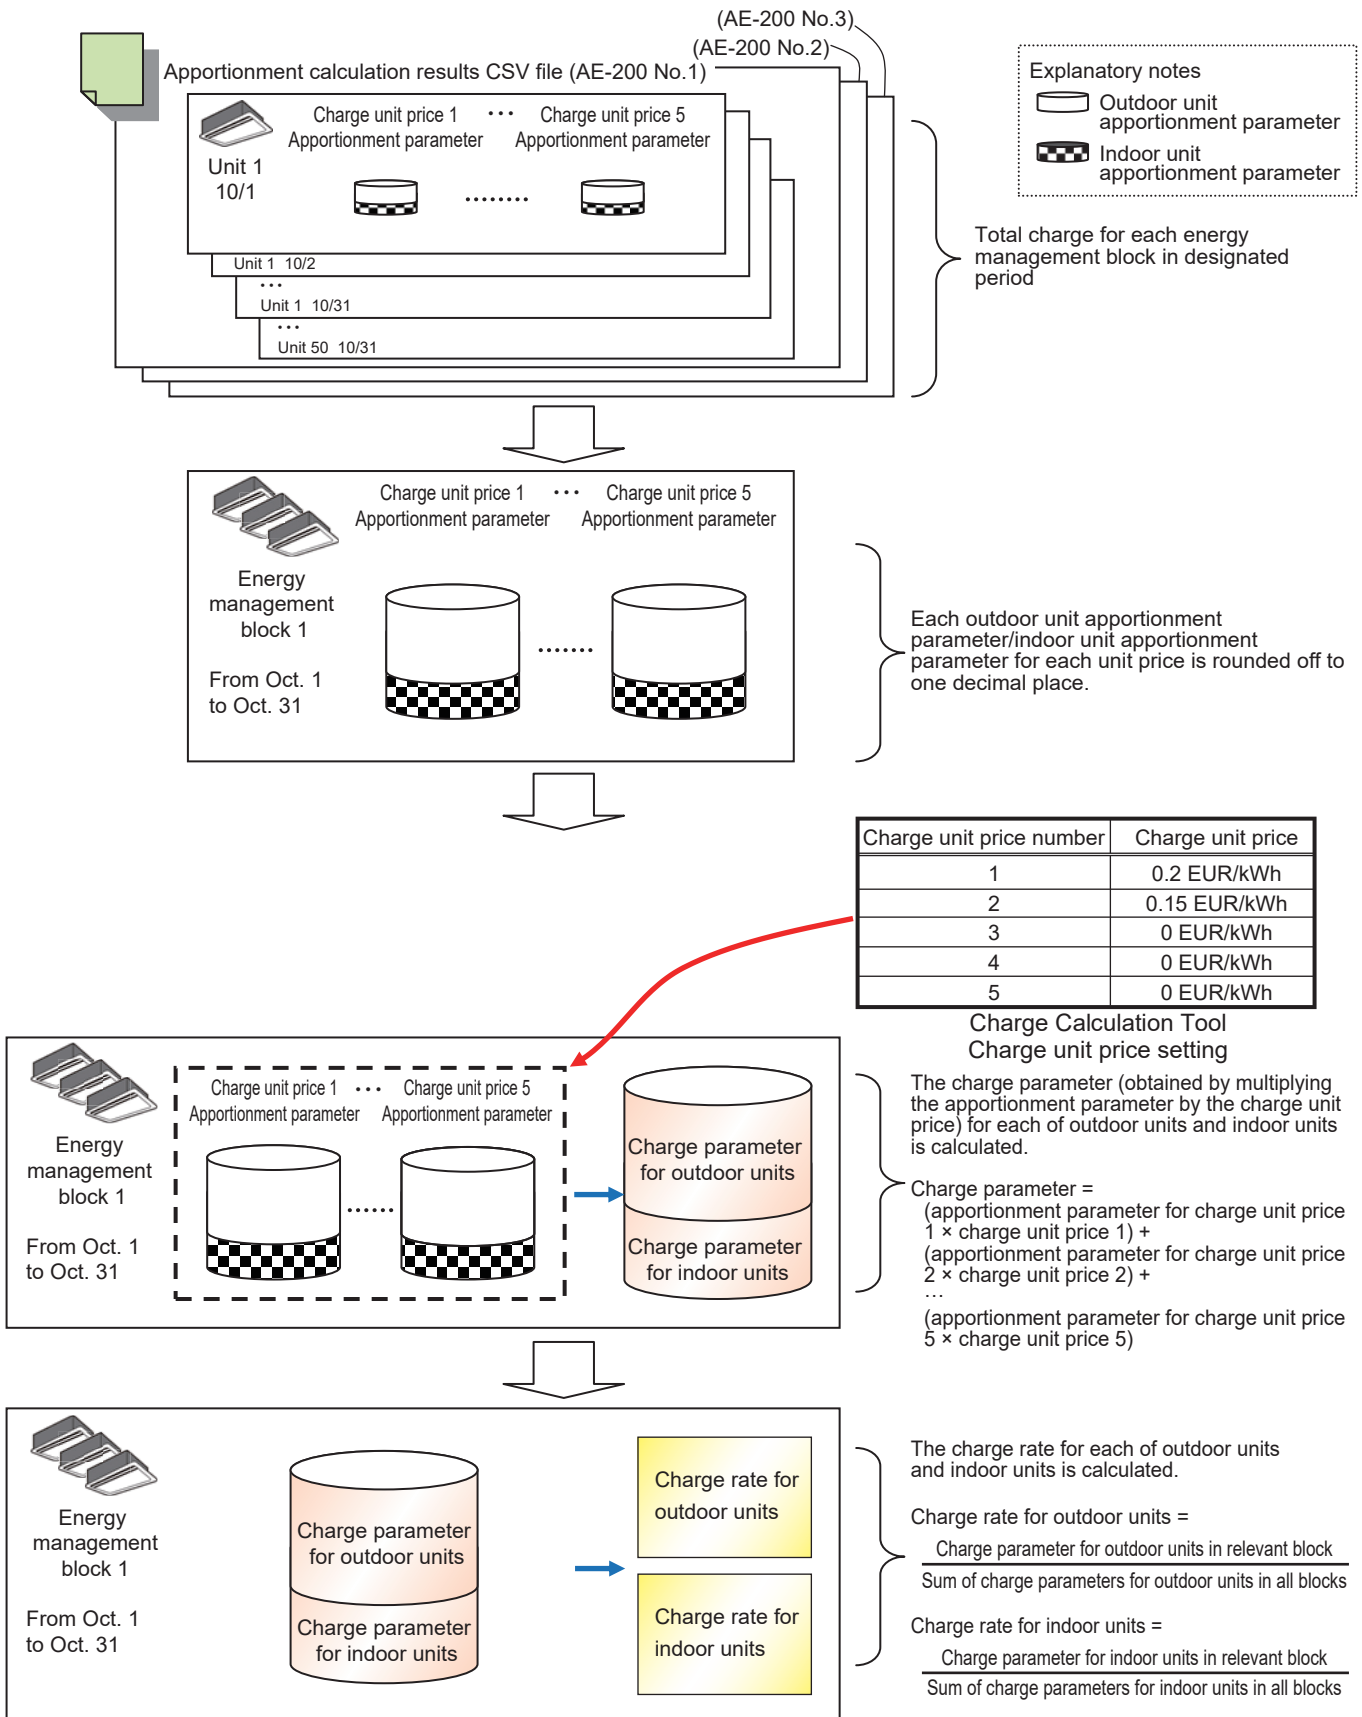 (AE-200 No.3)
(AE-200 No.2)
Apportionment calculation results CSV file (AE-200 No.1)
Charge unit price 1 ••• Charge unit price 5
Apportionment parameter Apportionment parameter
Unit 1
10/1
••••••••
Unit 1 10/2
•••
Unit 1 10/31
•••
Unit 50 10/31
Explanatory notes
Outdoor unit
apportionment parameter
Indoor unit
apportionment parameter
Total charge for each energy
management block in designated
period
Charge unit price 1 ••• Charge unit price 5
Apportionment parameter Apportionment parameter
Energy
management
block 1
From Oct. 1
to Oct. 31
•••••••
Each outdoor unit apportionment
parameter/indoor unit apportionment
parameter for each unit price is rounded off to
one decimal place.
Charge unit price number Charge unit price
1 0.2 EUR/kWh
2 0.15 EUR/kWh
3 0 EUR/kWh
4 0 EUR/kWh
5 0 EUR/kWh
Charge Calculation Tool
Charge unit price setting
Charge unit price 1 ••• Charge unit price 5
Apportionment parameter Apportionment parameter
Energy
management
block 1
From Oct. 1
to Oct. 31
••••••
Charge parameter
for outdoor units
Charge parameter
for indoor units
The charge parameter (obtained by multiplying
the apportionment parameter by the charge unit
price) for each of outdoor units and indoor units
is calculated.
Charge parameter =
(apportionment parameter for charge unit price
1 × charge unit price 1) +
(apportionment parameter for charge unit price
2 × charge unit price 2) +
…
(apportionment parameter for charge unit price
5 × charge unit price 5)
Energy
management
block 1
From Oct. 1
to Oct. 31
Charge parameter
for outdoor units
Charge parameter
for indoor units
Charge rate for
outdoor units
Charge rate for
indoor units
The charge rate for each of outdoor units
and indoor units is calculated.
Charge rate for outdoor units =
Charge parameter for outdoor units in relevant block
Sum of charge parameters for outdoor units in all blocks
Charge rate for indoor units =
Charge parameter for indoor units in relevant block
Sum of charge parameters for indoor units in all blocks